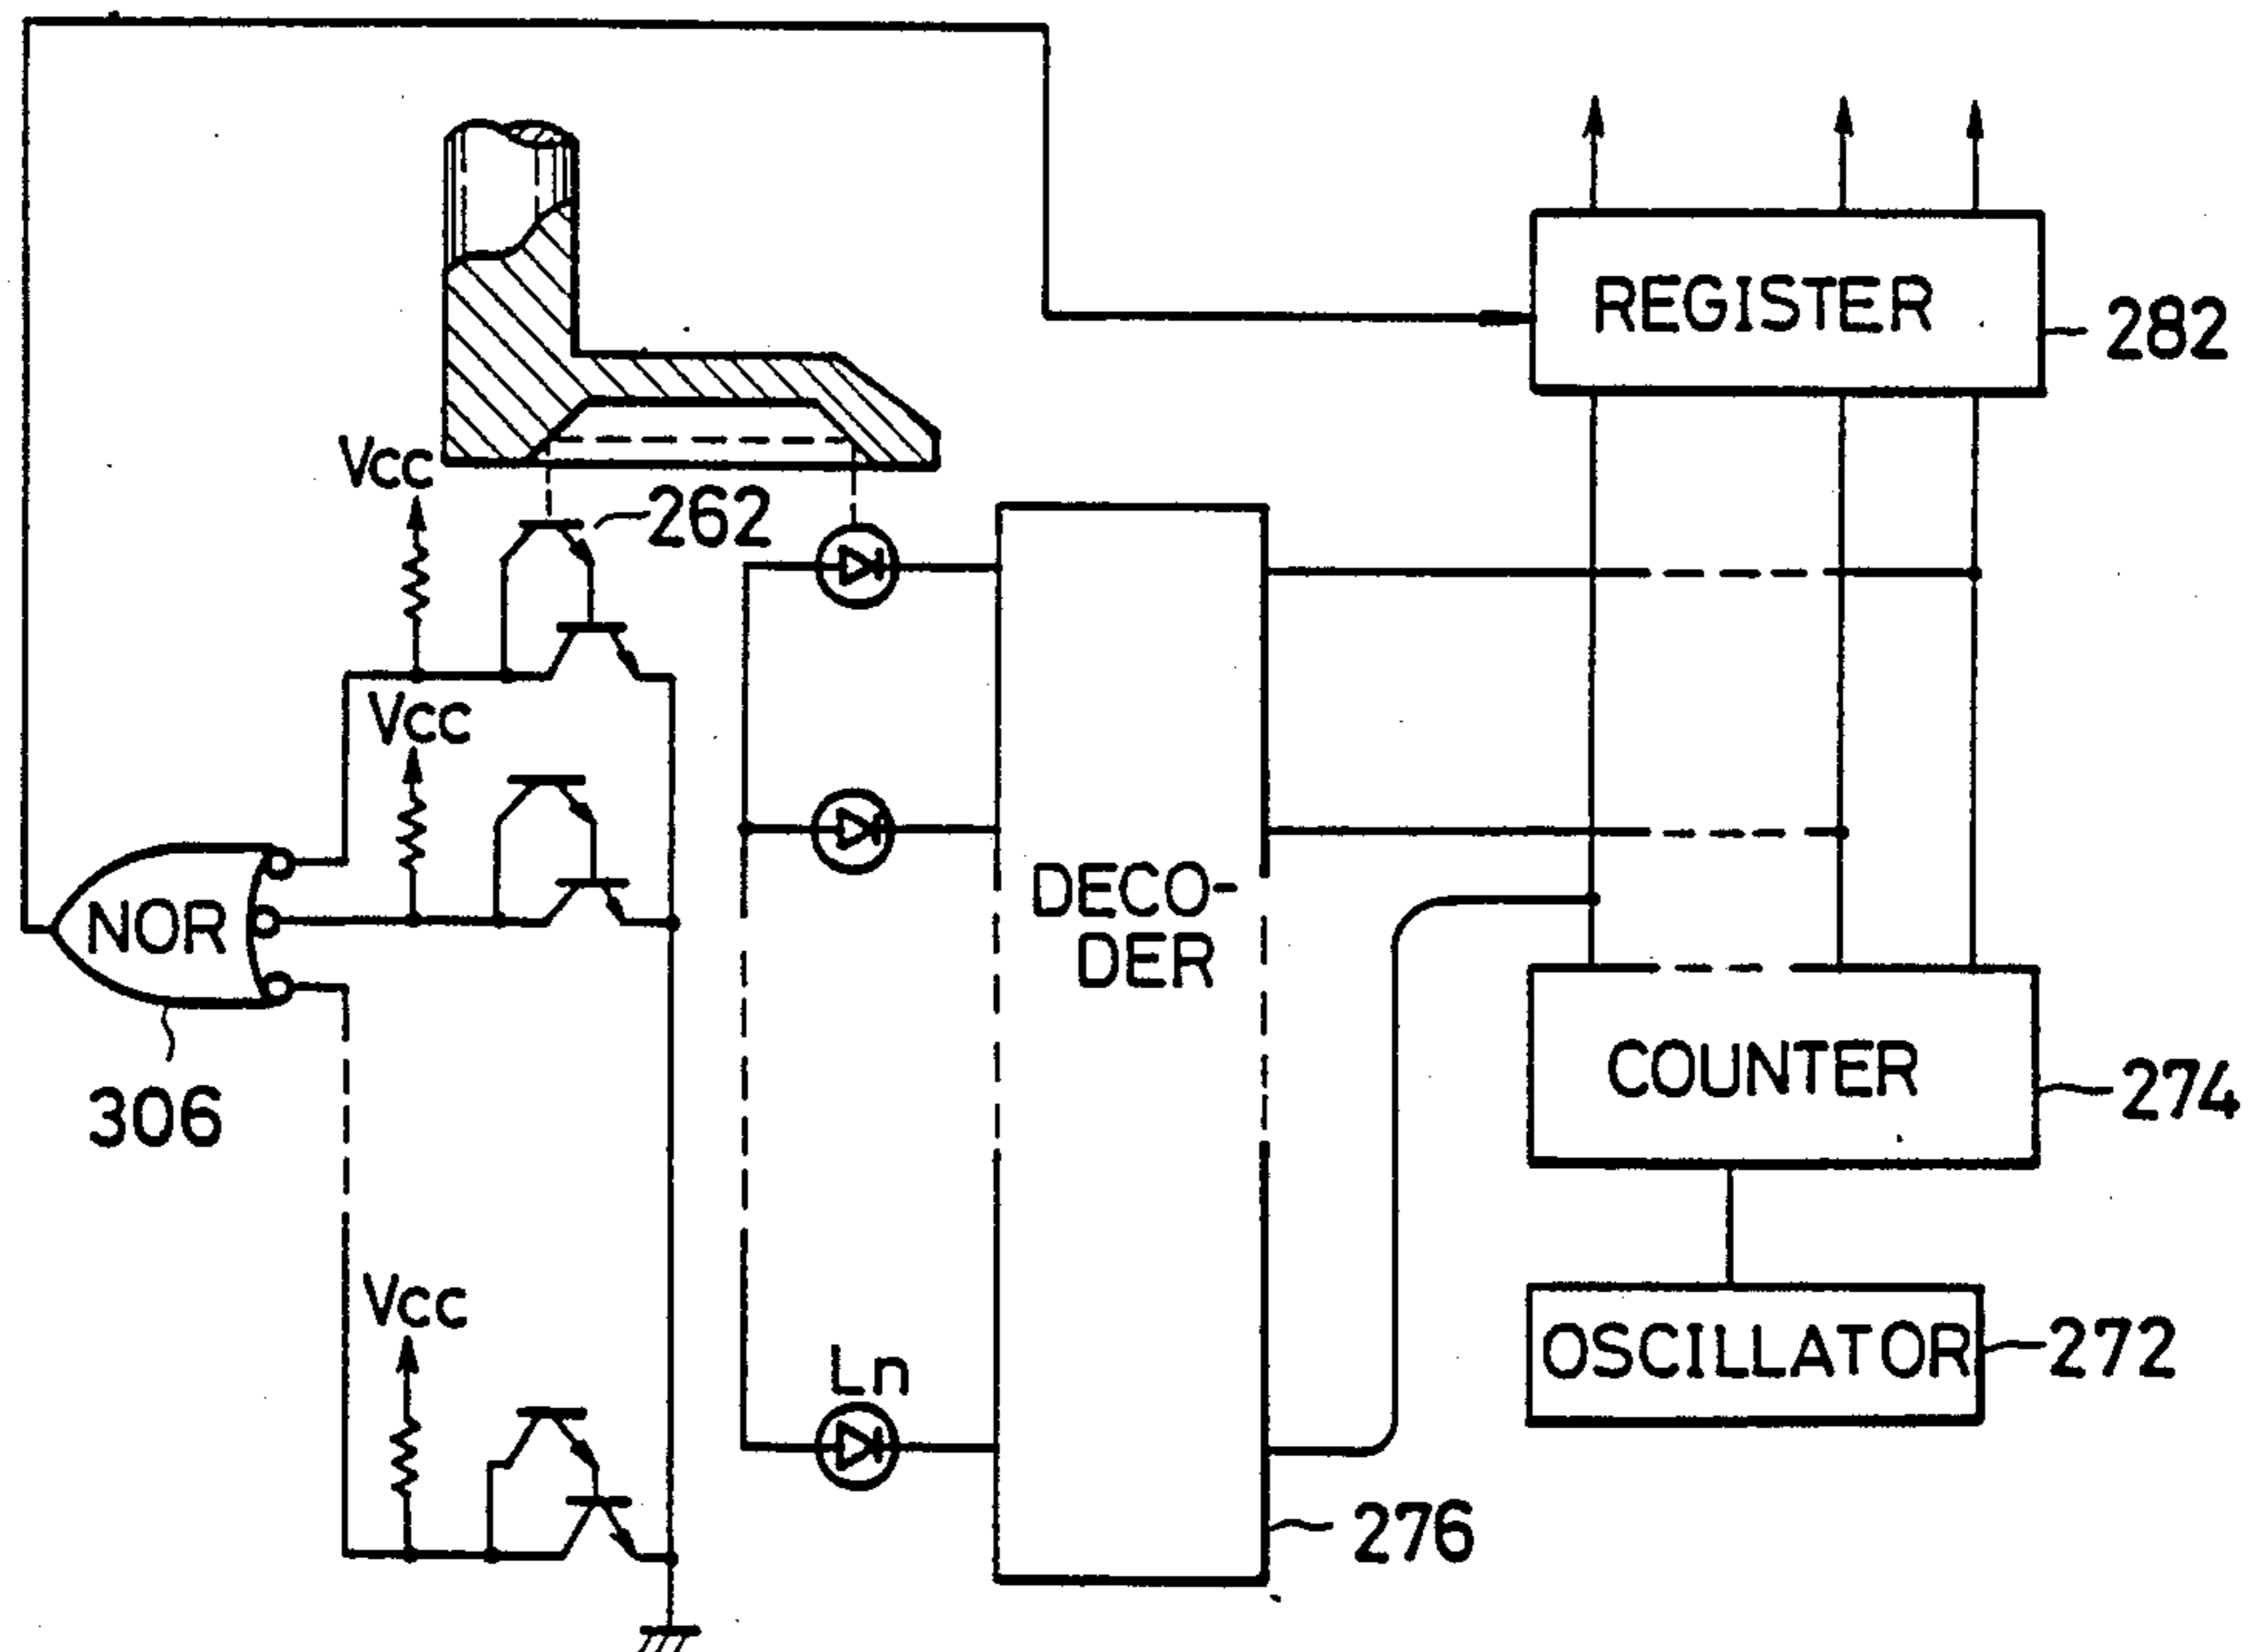 REGISTER
282
Vcc
262
Vcc
DECO-
DER
NOR
306
COUNTER
274
Vcc
Ln
OSCILLATOR
272
276